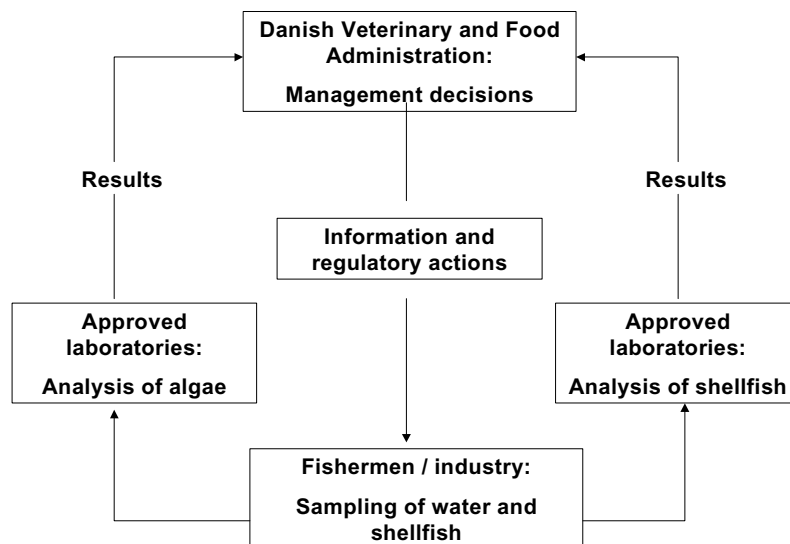 Danish Veterinary and Food
Administration:
Management decisions
Results
Results
Information and
regulatory actions
Approved
laboratories:
Analysis of algae
Approved
laboratories:
Analysis of shellfish
Fishermen / industry:
Sampling of water and
shellfish